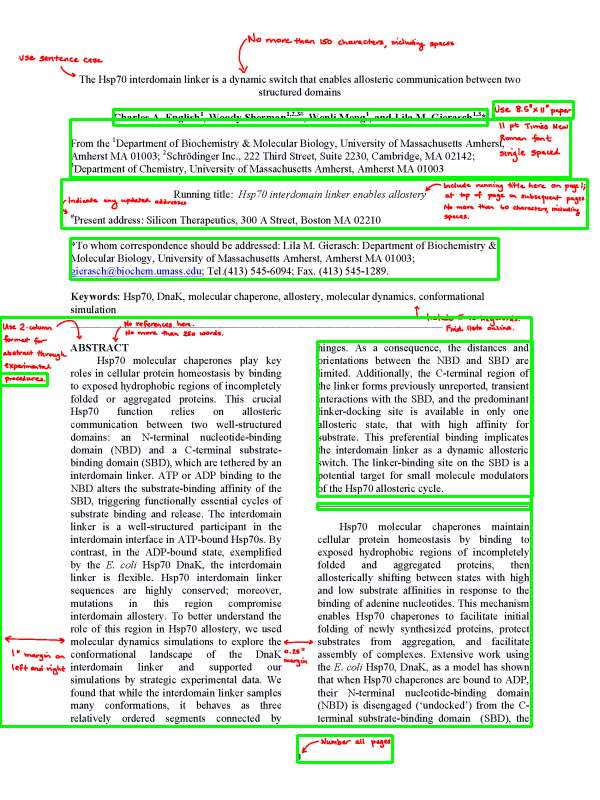 No more than 150 characters, including spaces
Use sentence case
The Hsp70 interdomain linker is a dynamic switch that enables allosteric communication between two
structured domains
Charles A. English1, Woody Sherman1,2,3#, Wenli Meng1, and Lila M. Gierasch1,3*
Use 8.5" x 11" paper
11 pt Times New
Roman font
single spaced
From the 1Department of Biochemistry & Molecular Biology, University of Massachusetts Amherst,
Amherst MA 01003; 2Schrödinger Inc., 222 Third Street, Suite 2230, Cambridge, MA 02142;
Department of Chemistry, University of Massachusetts Amherst, Amherst MA 01003
Running title: Hsp70 interdomain linker enables allostery
Include running title here on page 1;
at top of page on subsequent pages.
No more than 60 characters, including
spaces.
Indicate any updated addresses
#Present address: Silicon Therapeutics, 300 A Street, Boston MA 02210
*To whom correspondence should be addressed: Lila M. Gierasch: Department of Biochemistry &
Molecular Biology, University of Massachusetts Amherst, Amherst MA 01003;
gierasch@biochem.umass.edu; Tel.(413) 545-6094; Fax. (413) 545-1289.
Keywords: Hsp70, DnaK, molecular chaperone, allostery, molecular dynamics, conformational
simulation
keywords.
Find lists online.
Use 2-column
format for
abstract through
experimental
procedures.
No references here.
No more than 250 words.
ABSTRACT
Hsp70 molecular chaperones play key
roles in cellular protein homeostasis by binding
to exposed hydrophobic regions of incompletely
folded or aggregated proteins. This crucial
Hsp70 function relies on allosteric
communication between two well-structured
domains: an N-terminal nucleotide-binding
domain (NBD) and a C-terminal substrate-
binding domain (SBD), which are tethered by an
interdomain linker. ATP or ADP binding to the
NBD alters the substrate-binding affinity of the
SBD, triggering functionally essential cycles of
substrate binding and release. The interdomain
linker is a well-structured participant in the
interdomain interface in ATP-bound Hsp70s. By
contrast, in the ADP-bound state, exemplified
by the E. coli Hsp70 DnaK, the interdomain
linker is flexible. Hsp70 interdomain linker
sequences are highly conserved; moreover,
mutations in this region compromise
interdomain allostery. To better understand the
role of this region in Hsp70 allostery, we used
molecular dynamics simulations to explore the
conformational landscape of the DnaK
interdomain linker and supported our
simulations by strategic experimental data. We
found that while the interdomain linker samples
many conformations, it behaves as three
relatively ordered segments connected by
1" margin on
left and right
0.25"
margin
hinges. As a consequence, the distances and
orientations between the NBD and SBD are
limited. Additionally, the C-terminal region of
the linker forms previously unreported, transient
interactions with the SBD, and the predominant
linker-docking site is available in only one
allosteric state, that with high affinity for
substrate. This preferential binding implicates
the interdomain linker as a dynamic allosteric
switch. The linker-binding site on the SBD is a
potential target for small molecule modulators
of the Hsp70 allosteric cycle.
Hsp70 molecular chaperones maintain
cellular protein homeostasis by binding to
exposed hydrophobic regions of incompletely
folded and aggregated proteins, then
allosterically shifting between states with high
and low substrate affinities in response to the
binding of adenine nucleotides. This mechanism
enables Hsp70 chaperones to facilitate initial
folding of newly synthesized proteins, protect
substrates from aggregation, and facilitate
assembly of complexes. Extensive work using
the E. coli Hsp70, DnaK, as a model has shown
that when Hsp70 chaperones are bound to ADP,
their N-terminal nucleotide-binding domain
(NBD) is disengaged ('undocked') from the C-
terminal substrate-binding domain (SBD), the
Number all pages